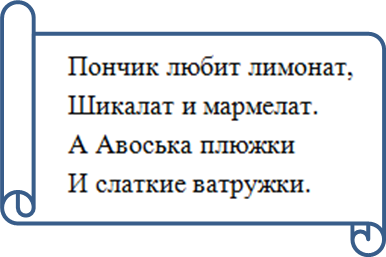 Пончик любит лимонат,
Шикалат и мармелат.
А Авоська плюжки
И слаткие ватружки.